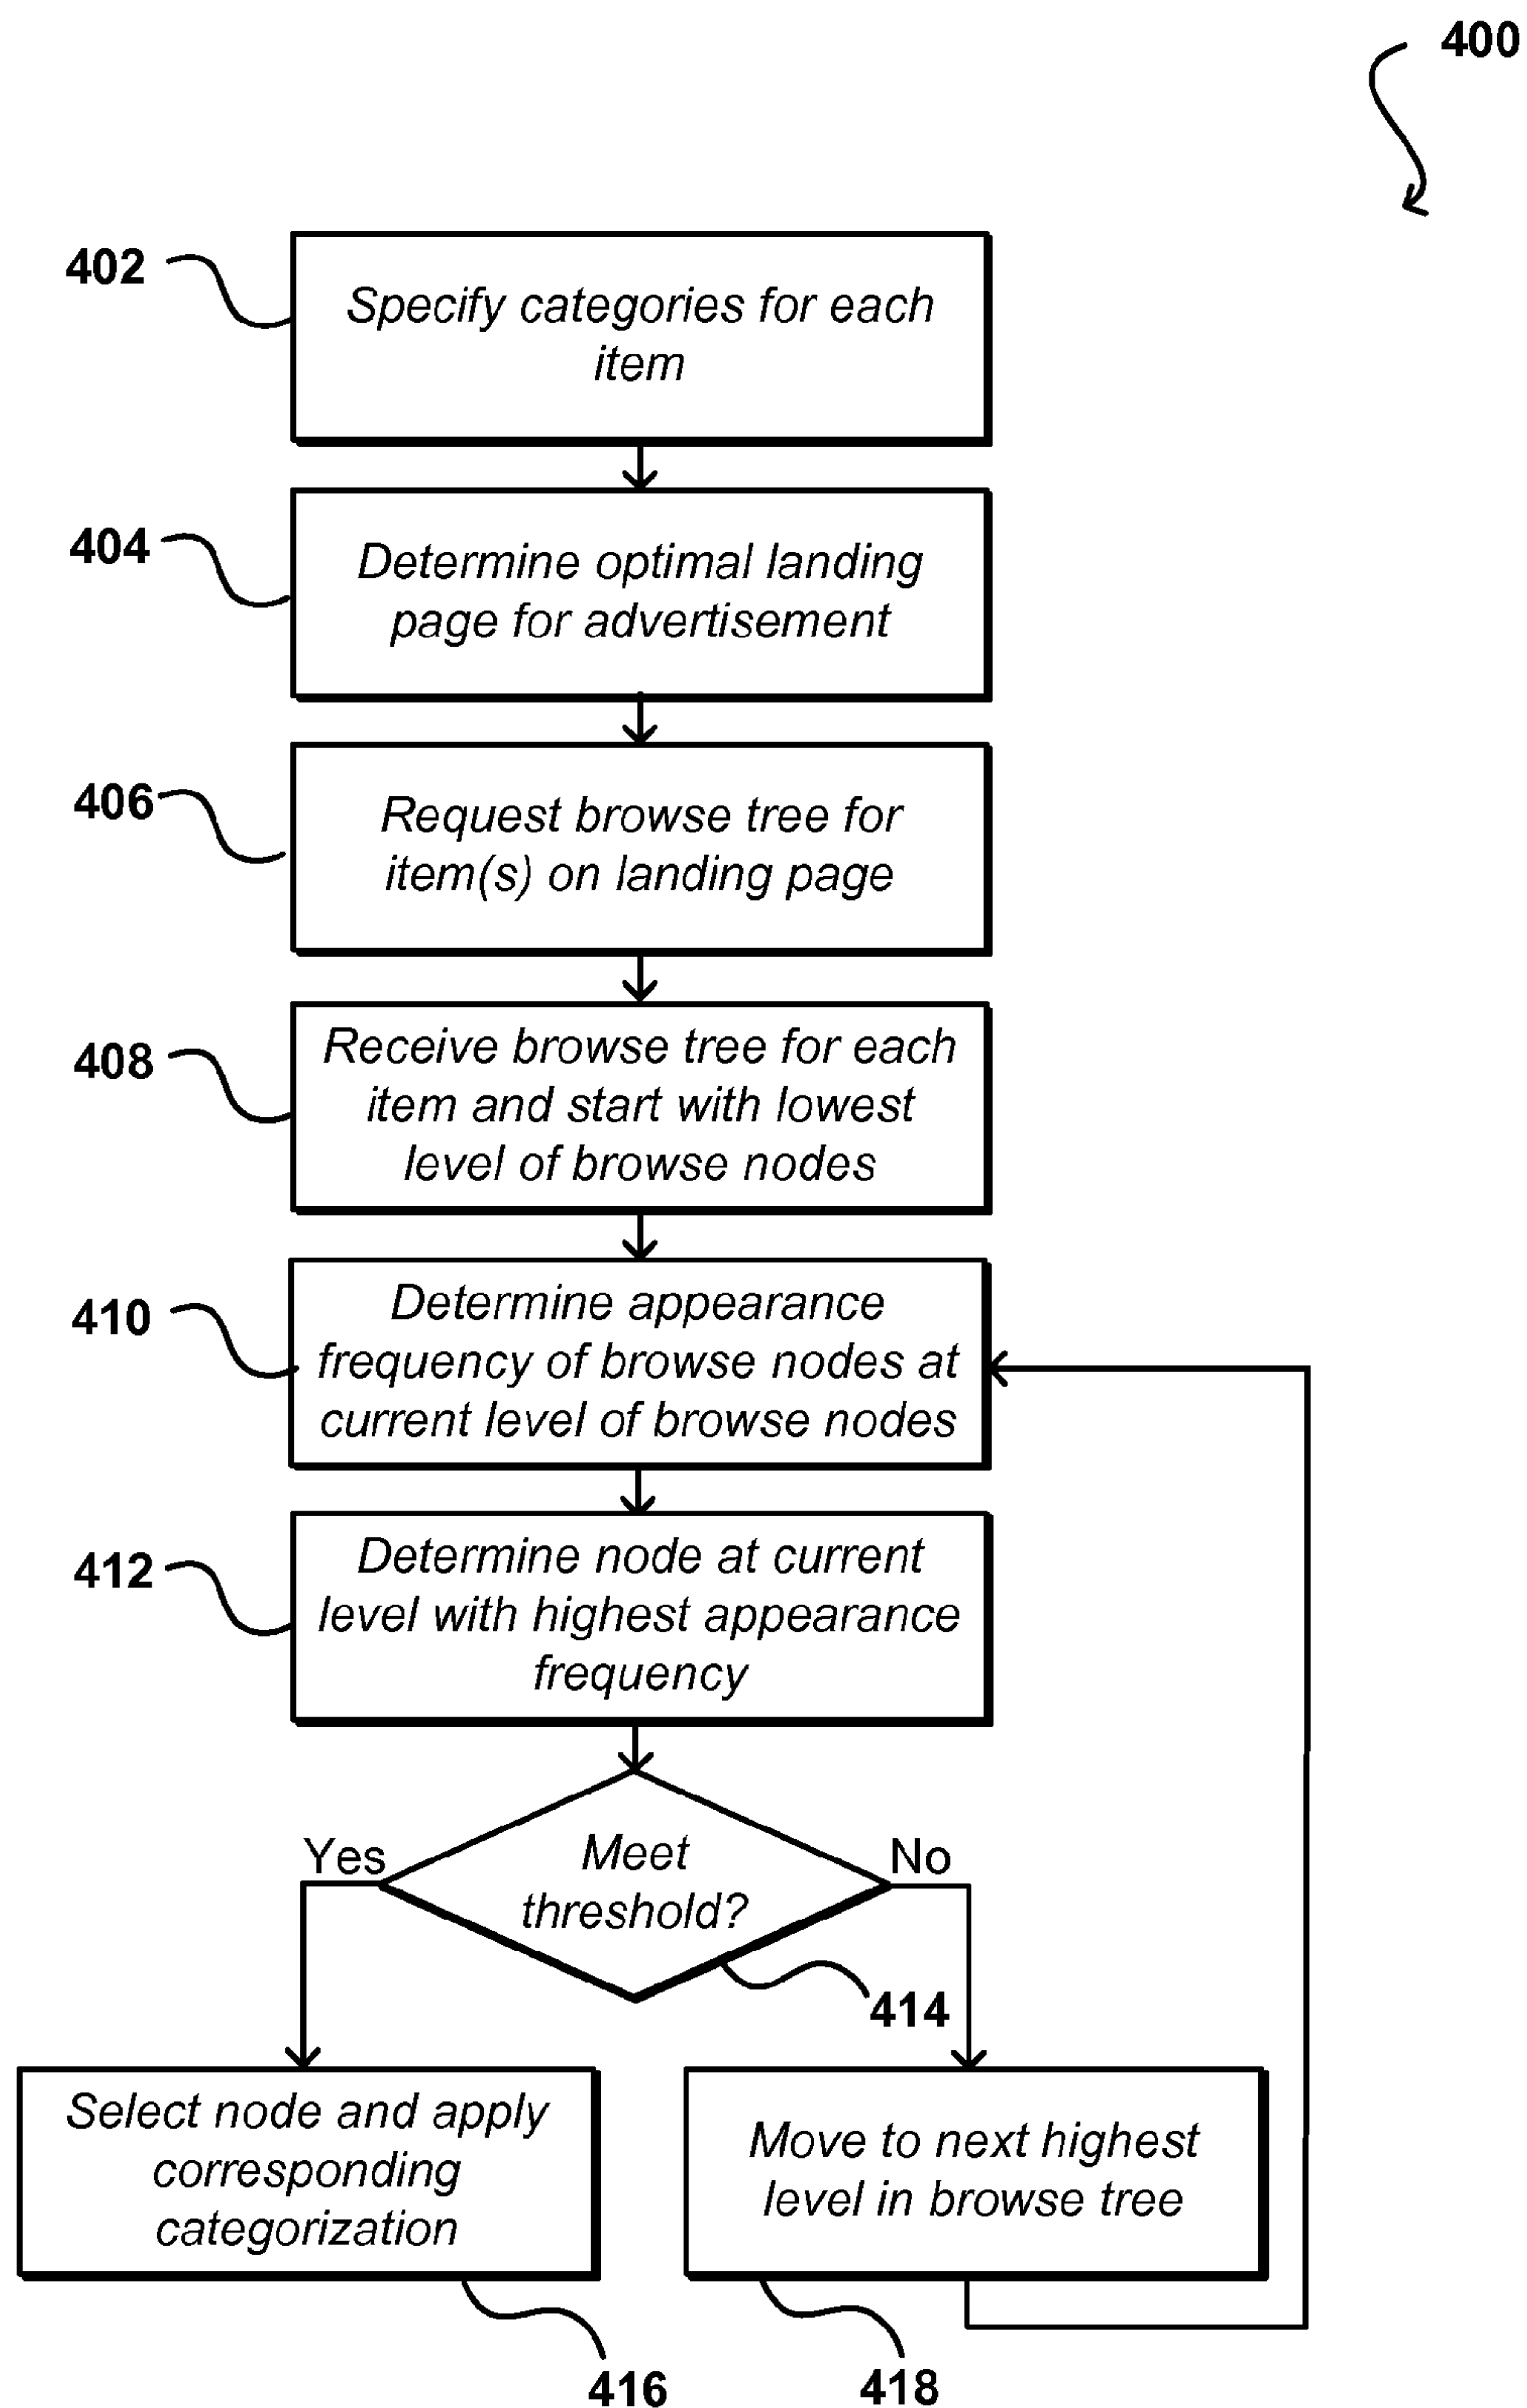 400
402
Specify categories for each
item
404
Determine optimal landing
page for advertisement
406
Request browse tree for
item(s) on landing page
408
Receive browse tree for each
item and start with lowest
level of browse nodes
410
Determine appearance
frequency of browse nodes at
current level of browse nodes
412
Determine node at current
level with highest appearance
frequency
Yes
Meet
threshold?
No
414
Select node and apply
corresponding
categorization
Move to next highest
level in browse tree
416
418